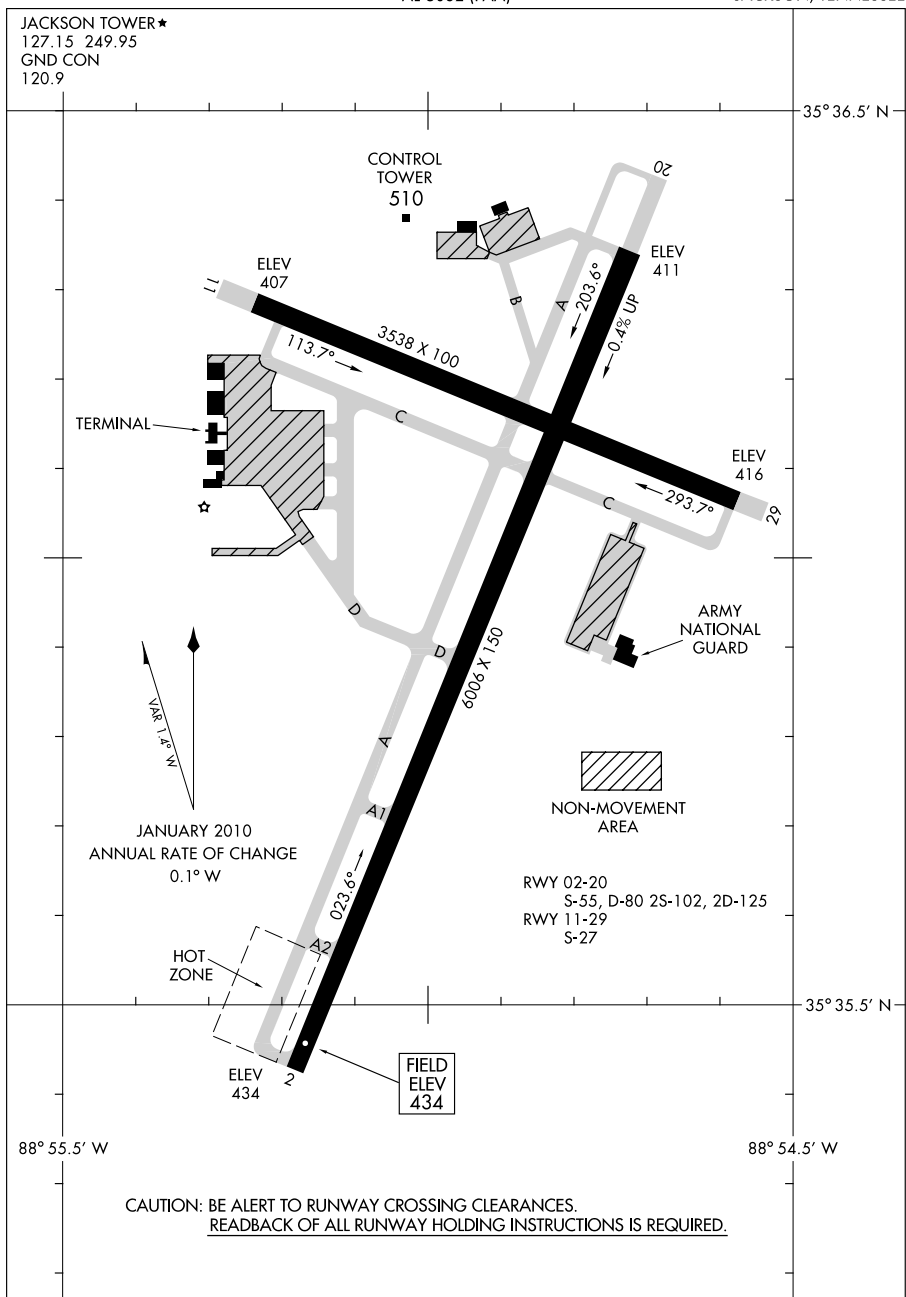 JACKSON TOWER★
127.15 249.95
GND CON
120.9
35° 36.5' N
CONTROL
TOWER
510
20
ELEV
411
ELEV
407
11
203.6°
A
B
0.4% UP
3538 X 100
113.7°
TERMINAL
C
ELEV
416
293.7°
29
C
D
D
ARMY
NATIONAL
GUARD
6006 X 150
VAR 1.4° W
A
NON-MOVEMENT
AREA
A1
JANUARY 2010
ANNUAL RATE OF CHANGE
0.1° W
023.6°
RWY 02-20
S-55, D-80 2S-102, 2D-125
RWY 11-29
S-27
A2
HOT
ZONE
35° 35.5' N
ELEV
434
2
FIELD
ELEV
434
88° 55.5' W
88° 54.5' W
CAUTION: BE ALERT TO RUNWAY CROSSING CLEARANCES.
READBACK OF ALL RUNWAY HOLDING INSTRUCTIONS IS REQUIRED.